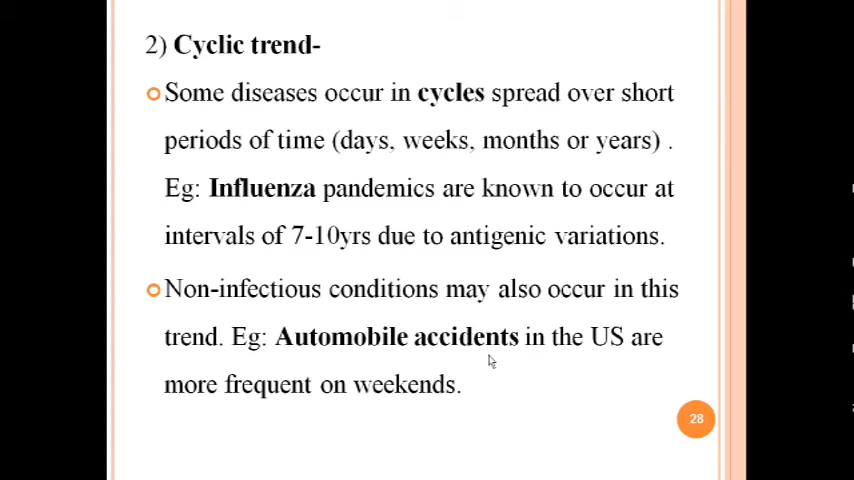 2) Cyclic trend-
Some diseases occur in cycles spread over short
periods of time (days, weeks, months or years) .
Eg: Influenza pandemics are known to occur at
intervals of 7-10yrs due to antigenic variations.
Non-infectious conditions may also occur in this
trend. Eg: Automobile accidents in the US are
more frequent on weekends.
28